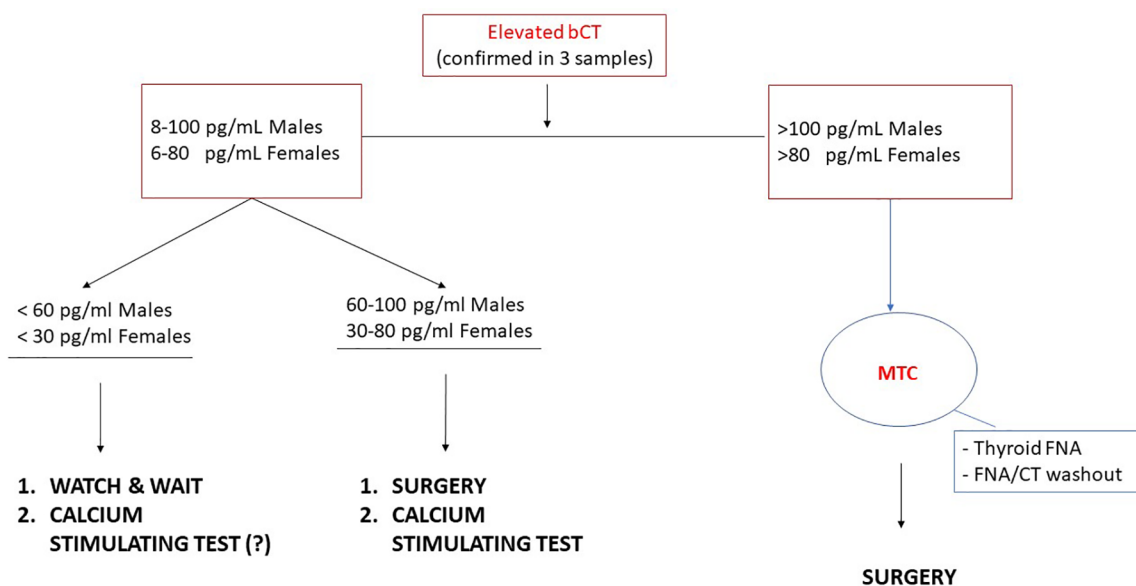 Elevated bCT
(confirmed in 3 samples)
8-100 pg/mL Males
6-80 pg/mL Females
>100 pg/mL Males
>80 pg/mL Females
< 60 pg/ml Males
< 30 pg/ml Females
60-100 pg/ml Males
30-80 pg/ml Females
MTC
- Thyroid FNA
- FNA/CT washout
1. WATCH & WAIT
2. CALCIUM
STIMULATING TEST (?)
1. SURGERY
2. CALCIUM
STIMULATING TEST
SURGERY